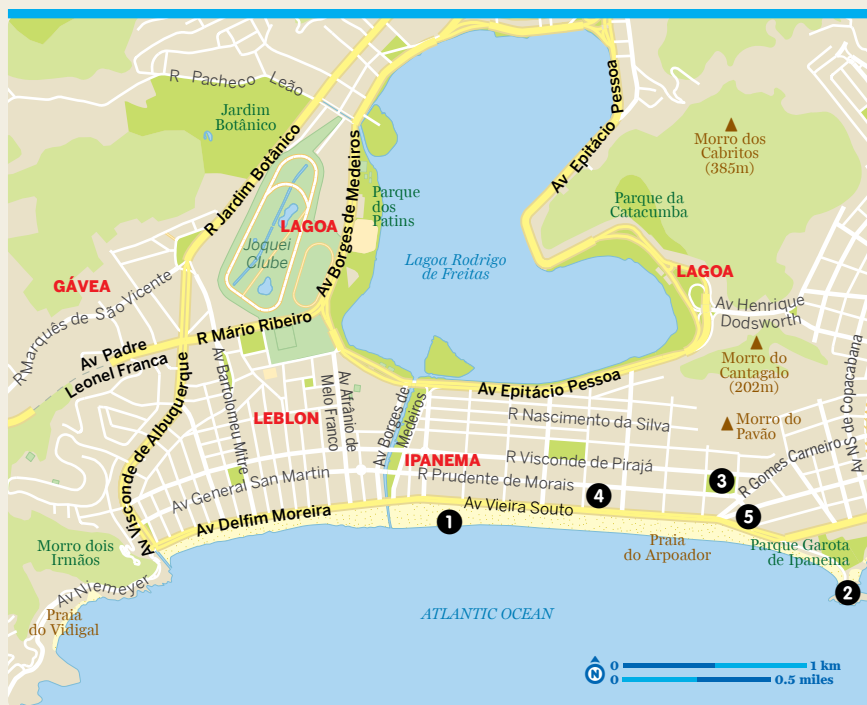 R Pacheco
Leão
Jardim
Botânico
R Jardim Botânico
Av Borges de Medeiros
Parque
dos
Patins
LAGOA
Jóquei
Clube
Av Epitácio Pessoa
Morro dos
Cabritos
(385m)
Parque da
Catacumba
Lagoa Rodrigo
de Freitas
LAGOA
GÁVEA
R Marquês de São Vicente
Av Henrique
Dodsworth
R Mário Ribeiro
Av Padre
Leonel Franca
Morro do
Cantagalo
(202m)
Av Visconde de Albuquerque
Av Bartolomeu Mitre
Av Afrânio de
Melo Franco
Av Epitácio Pessoa
Av Borges de
Medeiros
LEBLON
R Nascimento da Silva
Morro do
Pavão
Av NS de Copacabana
IPANEMA
R Visconde de Pirajá
R Prudente de Morais
R Gomes Carneiro
3
4
Av General San Martin
Av Vieira Souto
Av Delfim Moreira
1
5
Morro dois
Irmãos
Praia
do Arpoador
Parque Garota
de Ipanema
Av Niemeyer
2
Praia
do Vidigal
ATLANTIC OCEAN
N
0 1 km
0 0.5 miles